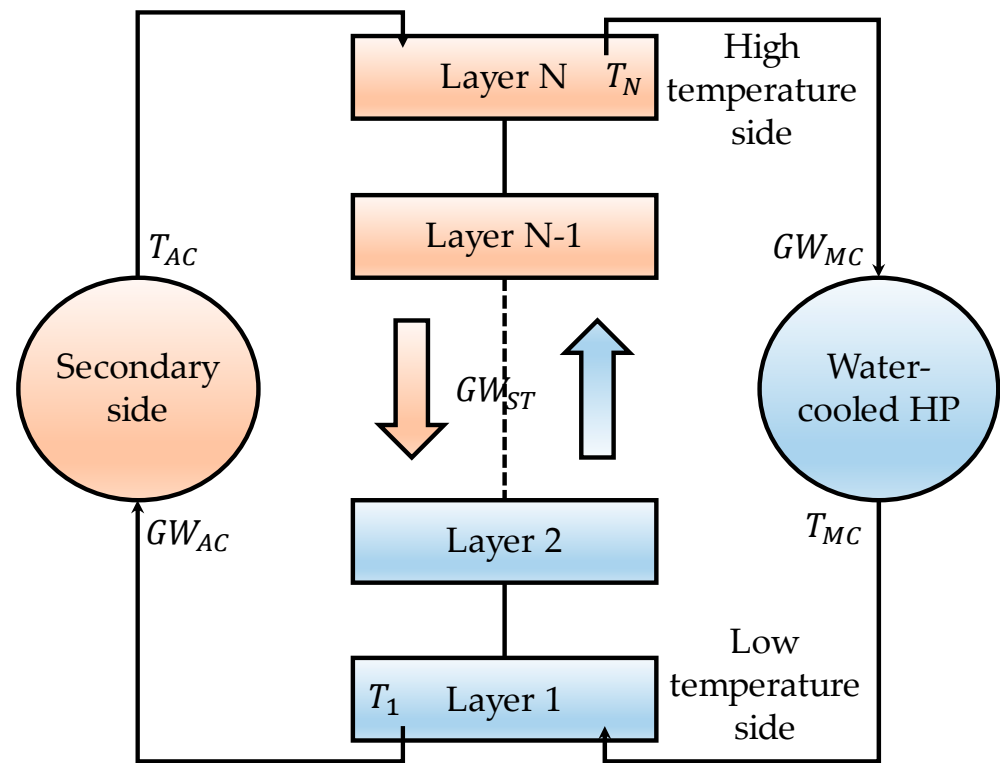 Layer N
T_N
High
temperature
side
Layer N-1
T_AC
GW_MC
Secondary
side
GW_ST
Water-
cooled HP
GW_AC
Layer 2
T_MC
Low
temperature
side
T_1
Layer 1